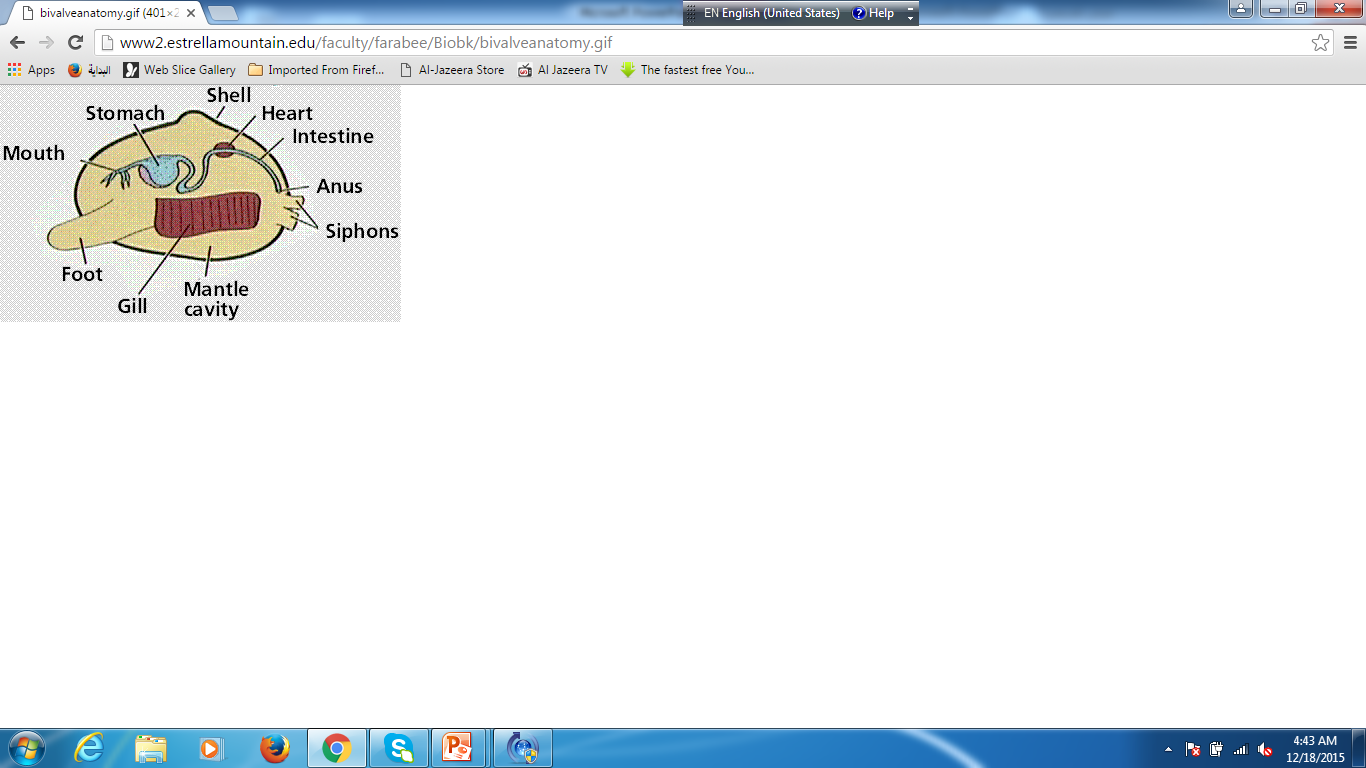 bivalveanatomy.gif (401×2
EN English (United States) Help
www2.estrellamountain.edu/faculty/farabee/Biobk/bivalveanatomy.gif
Apps البداية Web Slice Gallery Imported From Firef... Al-Jazeera Store Al Jazeera TV The fastest free You...
Shell
Stomach
Heart
Intestine
Mouth
Anus
Siphons
Foot
Mantle
cavity
Gill
4:43 AM
12/18/2015